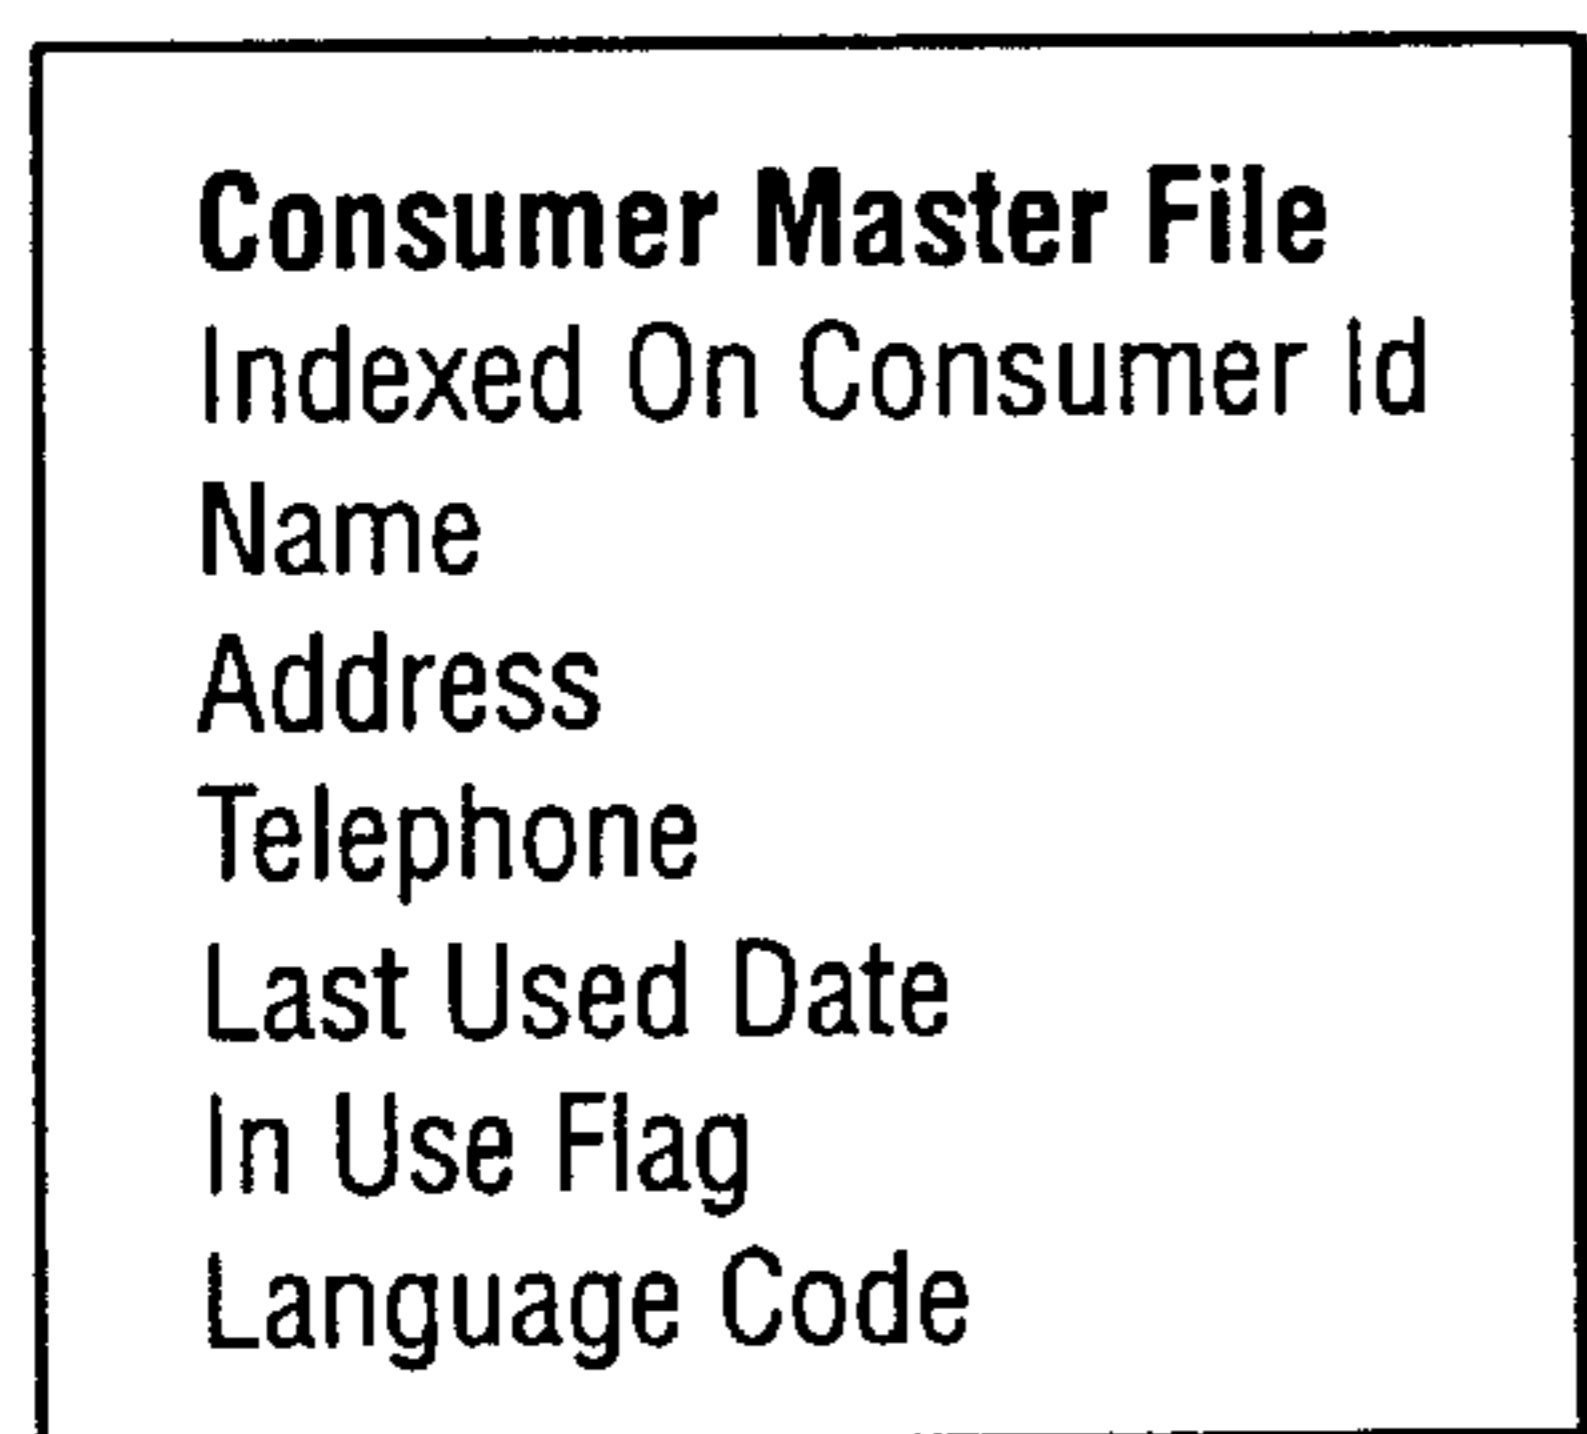 Consumer Master File
Indexed On Consumer Id
Name
Address
Telephone
Last Used Date
In Use Flag
Language Code